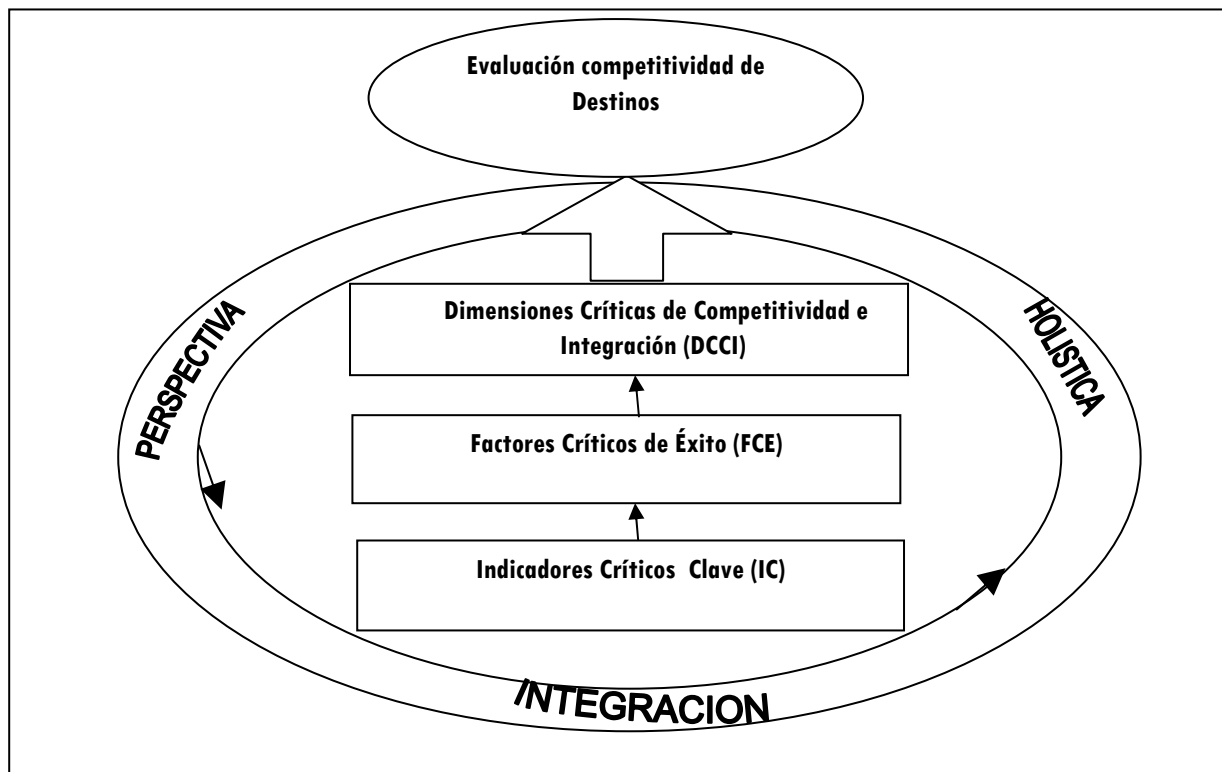 Evaluación competitividad de
Destinos
PERSPECTIVA
HOLISTICA
Dimensiones Críticas de Competitividad e
Integración (DCCI)
Factores Críticos de Éxito (FCE)
Indicadores Críticos Clave (IC)
INTEGRACION